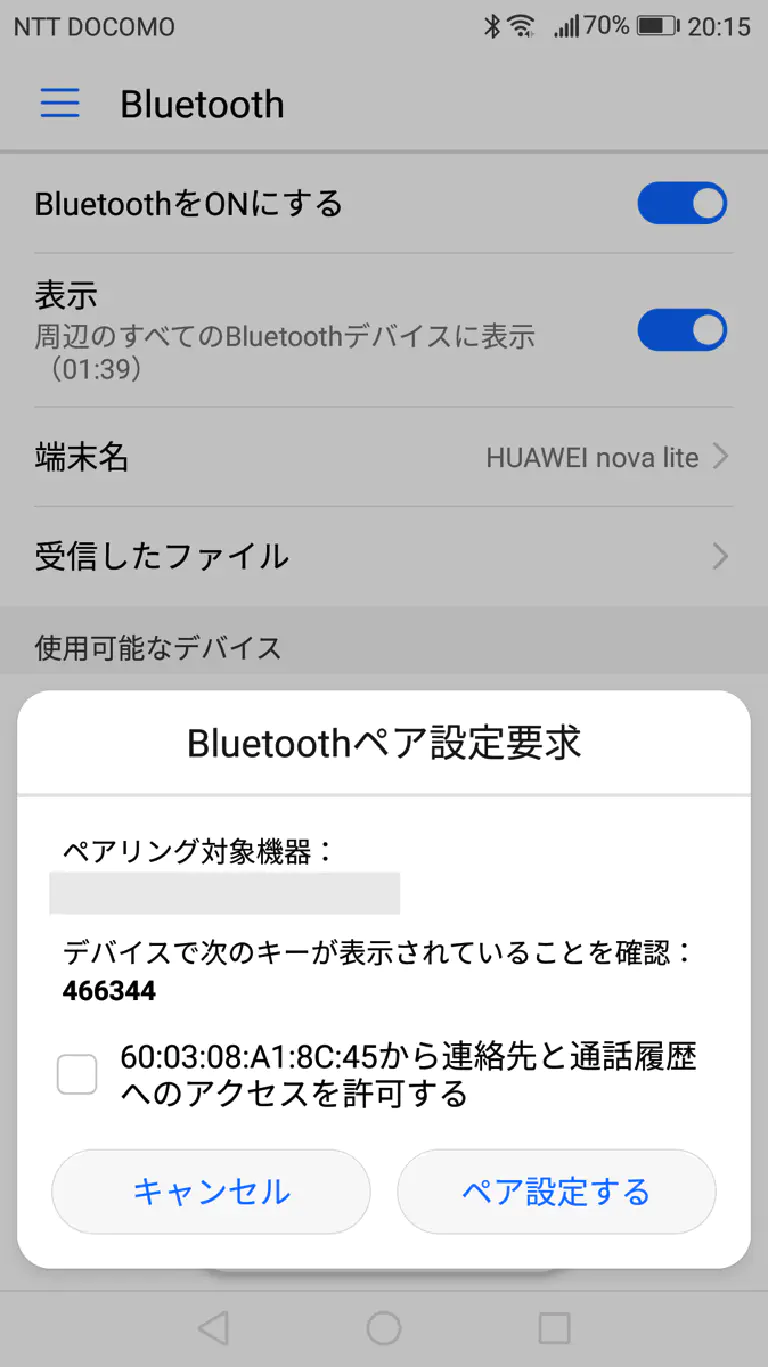 NTT DOCOMO 70% 20:15
Bluetooth
BluetoothをONにする
表示
周辺のすべてのBluetoothデバイスに表示
（01:39）
端末名 HUAWEI nova lite
受信したファイル
使用可能なデバイス
Bluetoothペア設定要求
ペアリング対象機器：
デバイスで次のキーが表示されていることを確認：
466344
60:03:08:A1:8C:45から連絡先と通話履歴
へのアクセスを許可する
キャンセル ペア設定する